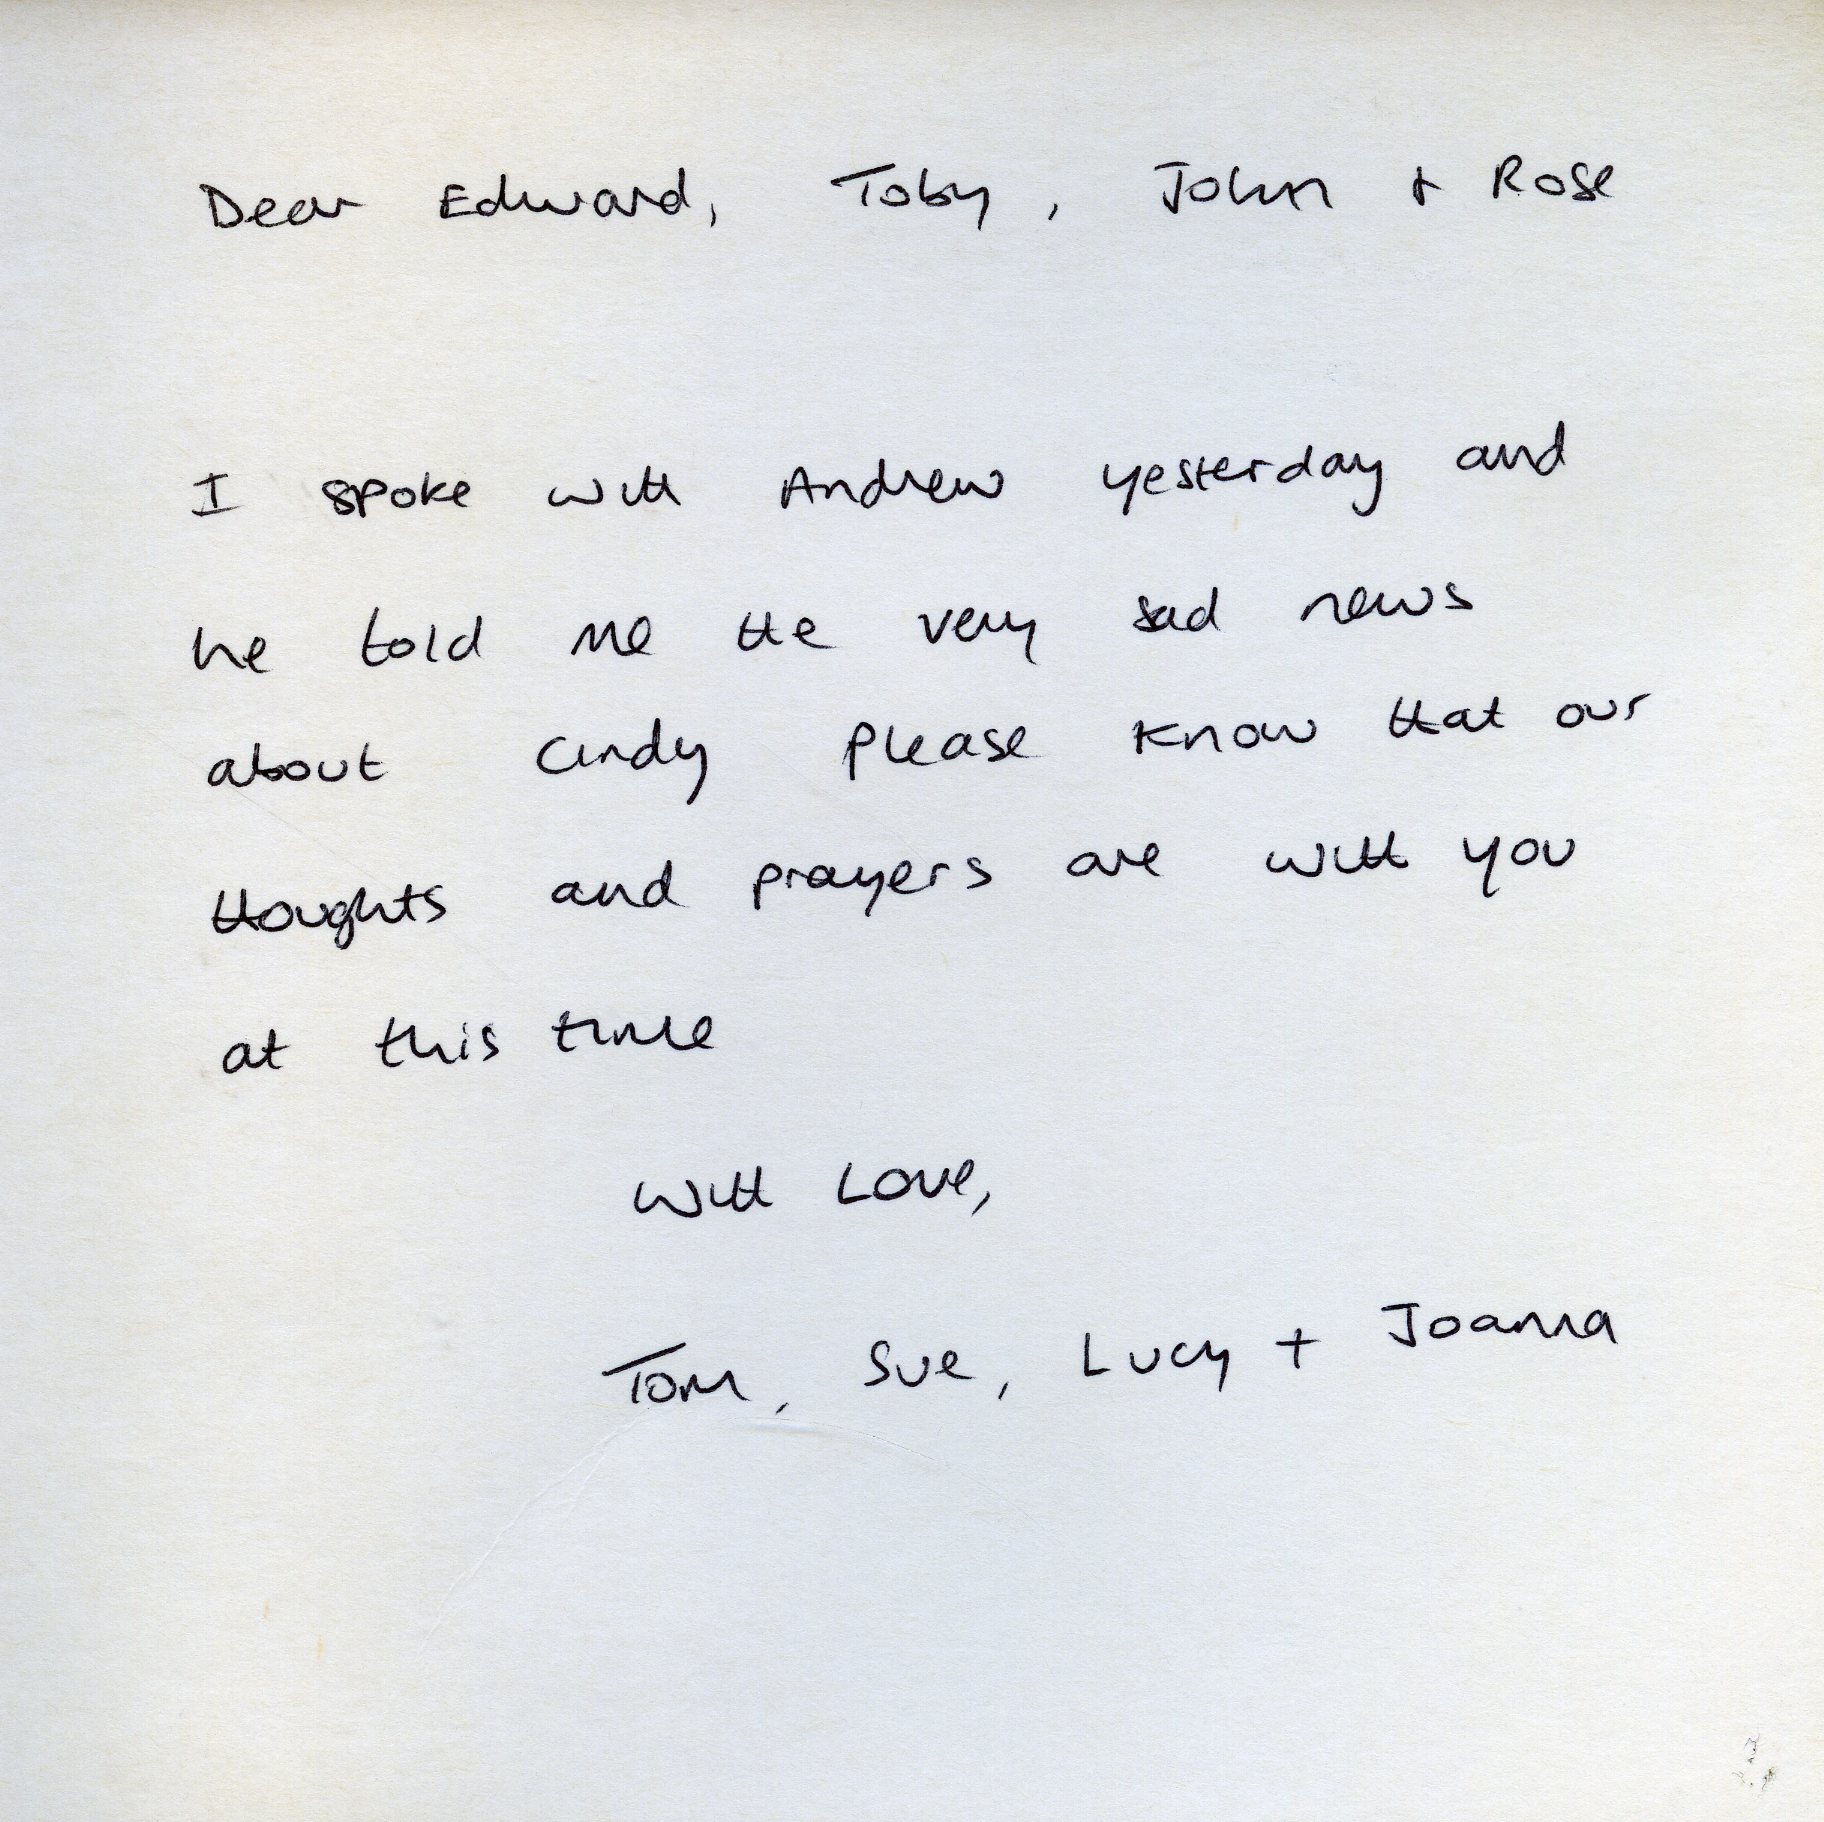 Dear Edward, Toby, John + Rose
I spoke with Andrew yesterday and
he told me the very sad news
about Cindy Please know that our
thoughts and prayers are with you
at this time
With Love,
Tom, Sue, Lucy + Joanna